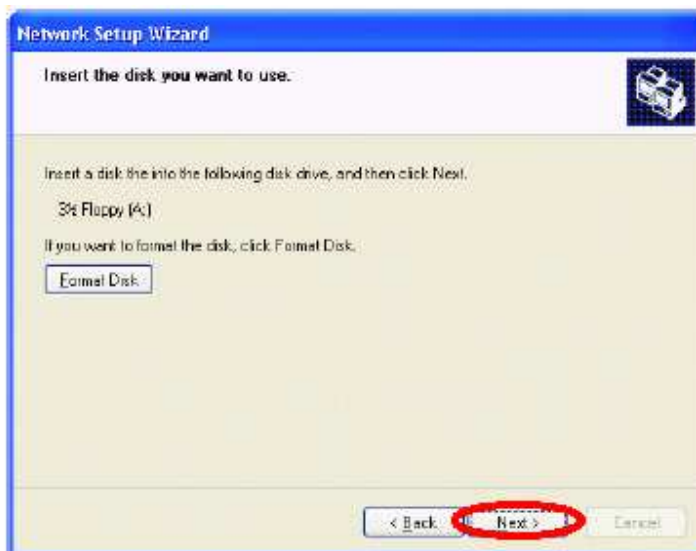 Network Setup Wizard
Insert the disk you want to use.
Insert a disk the into the following disk drive, and then click Next.
3½ Floppy (A:)
If you want to format the disk, click Format Disk.
Format Disk
< Back
Next >
Cancel